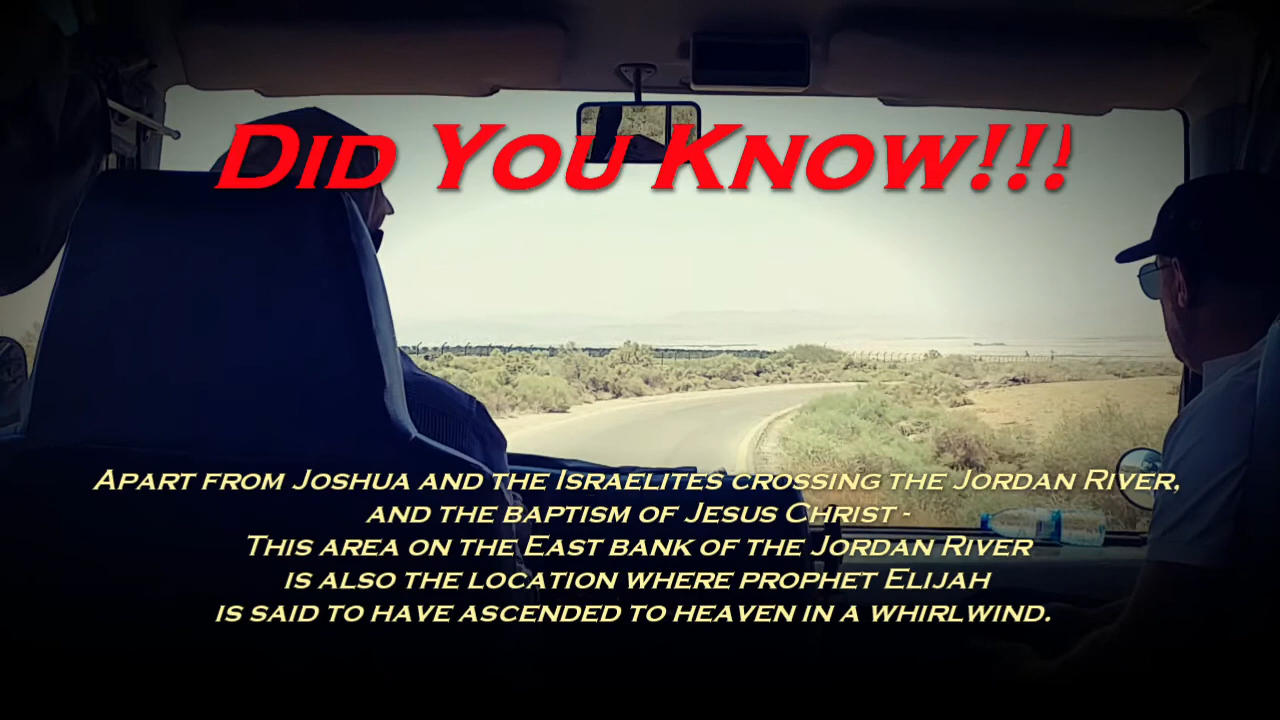 Did You Know!!!
Apart from Joshua and the Israelites crossing the Jordan River,
and the baptism of Jesus Christ -
This area on the East bank of the Jordan River
is also the location where prophet Elijah
is said to have ascended to heaven in a whirlwind.